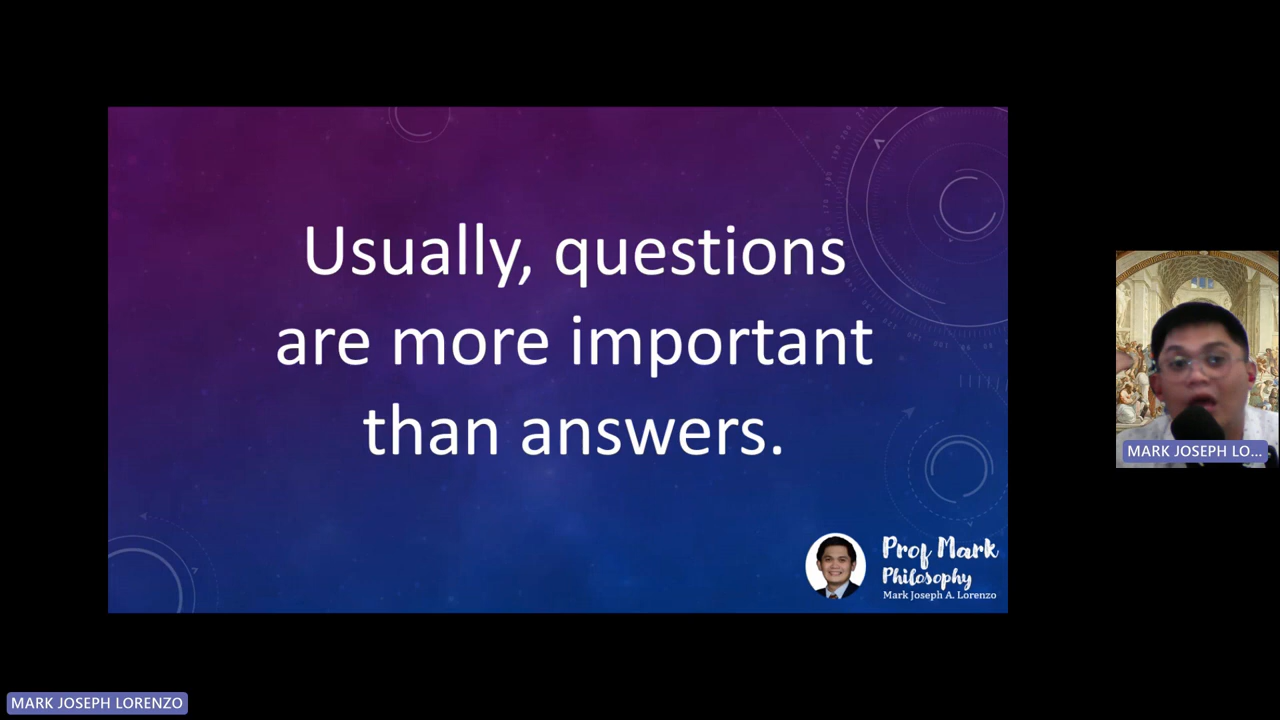 Usually, questions
are more important
than answers.
Prof Mark
Philosophy
Mark Joseph A. Lorenzo
MARK JOSEPH LO...
MARK JOSEPH LORENZO